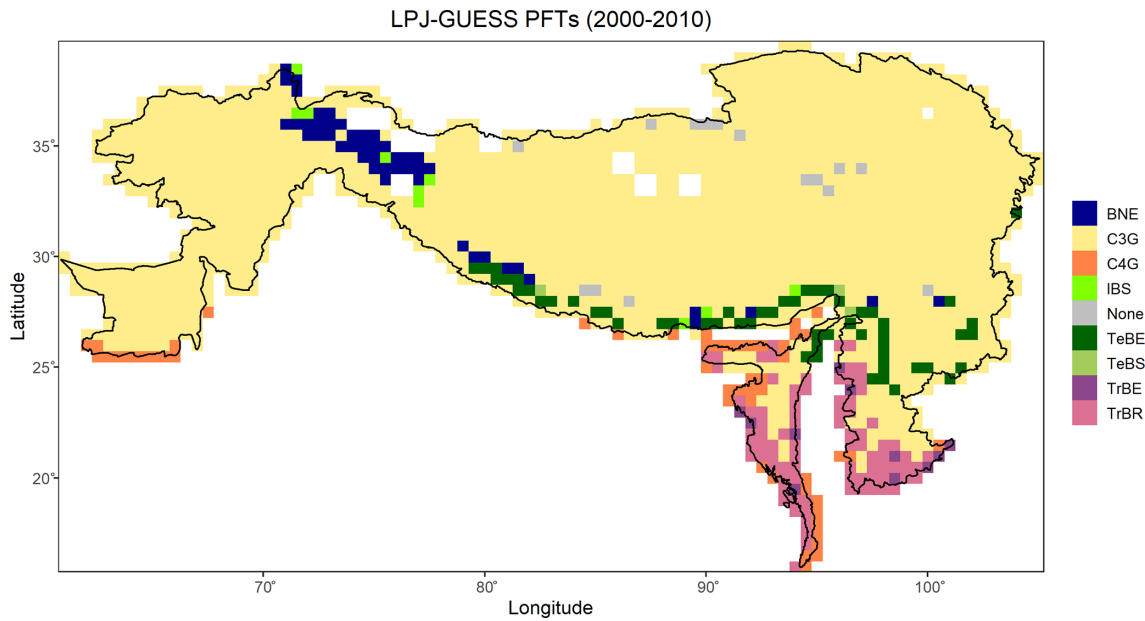 LPJ-GUESS PFTs (2000-2010)
35°
30°
25°
20°
Latitude
70°
80°
90°
100°
Longitude
BNE
C3G
C4G
IBS
None
TeBE
TeBS
TrBE
TrBR